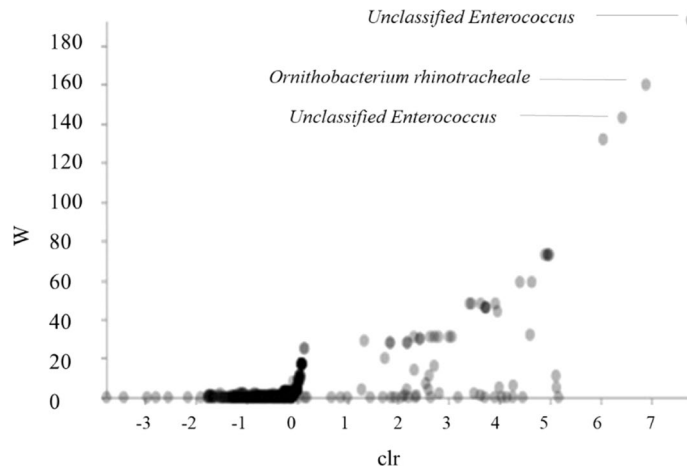 Unclassified Enterococcus
180
160
Ornithobacterium rhinotracheale
140
Unclassified Enterococcus
120
100
80
60
40
20
0
W
-3 -2 -1 0 1 2 3 4 5 6 7
clr